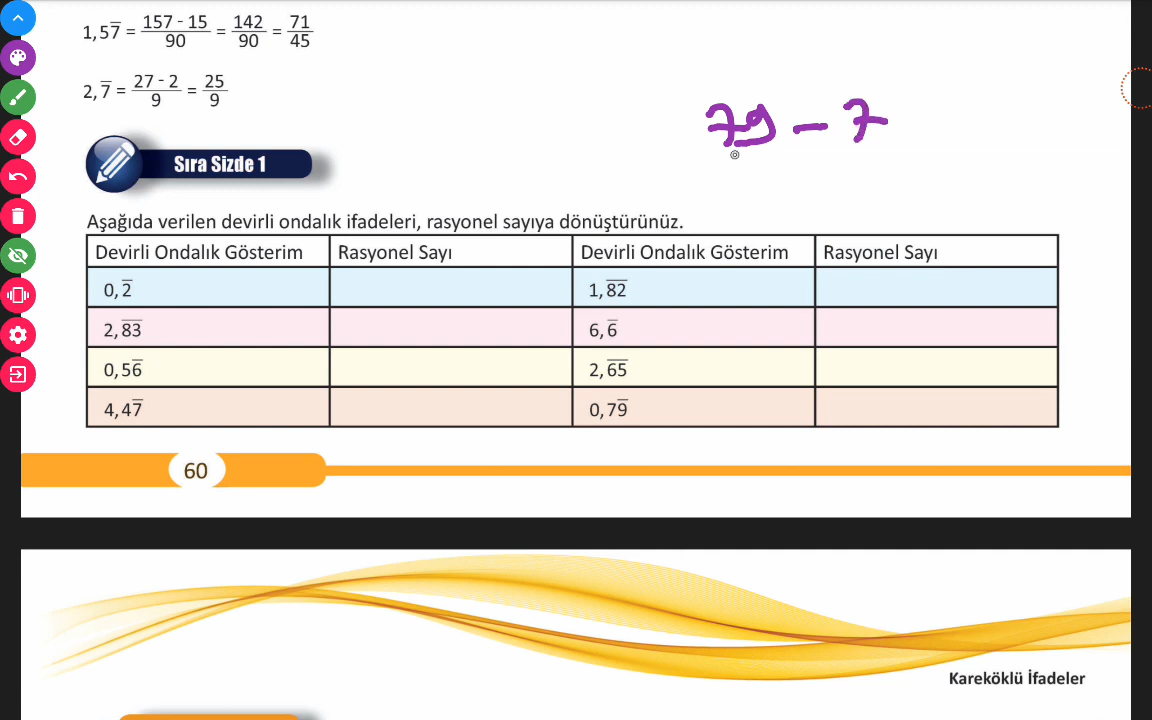 1,57̅ = 157 - 15 / 90 = 142 / 90 = 71 / 45
2,7̅ = 27 - 2 / 9 = 25 / 9
79 - 7
Sıra Sizde 1
Aşağıda verilen devirli ondalık ifadeleri, rasyonel sayıya dönüştürünüz.
Devirli Ondalık Gösterim Rasyonel Sayı Devirli Ondalık Gösterim Rasyonel Sayı
0,2̅ 1,8̅2̅
2,8̅3̅ 6,6̅
0,56̅ 2,6̅5̅
4,47̅ 0,79̅
60
Kareköklü İfadeler